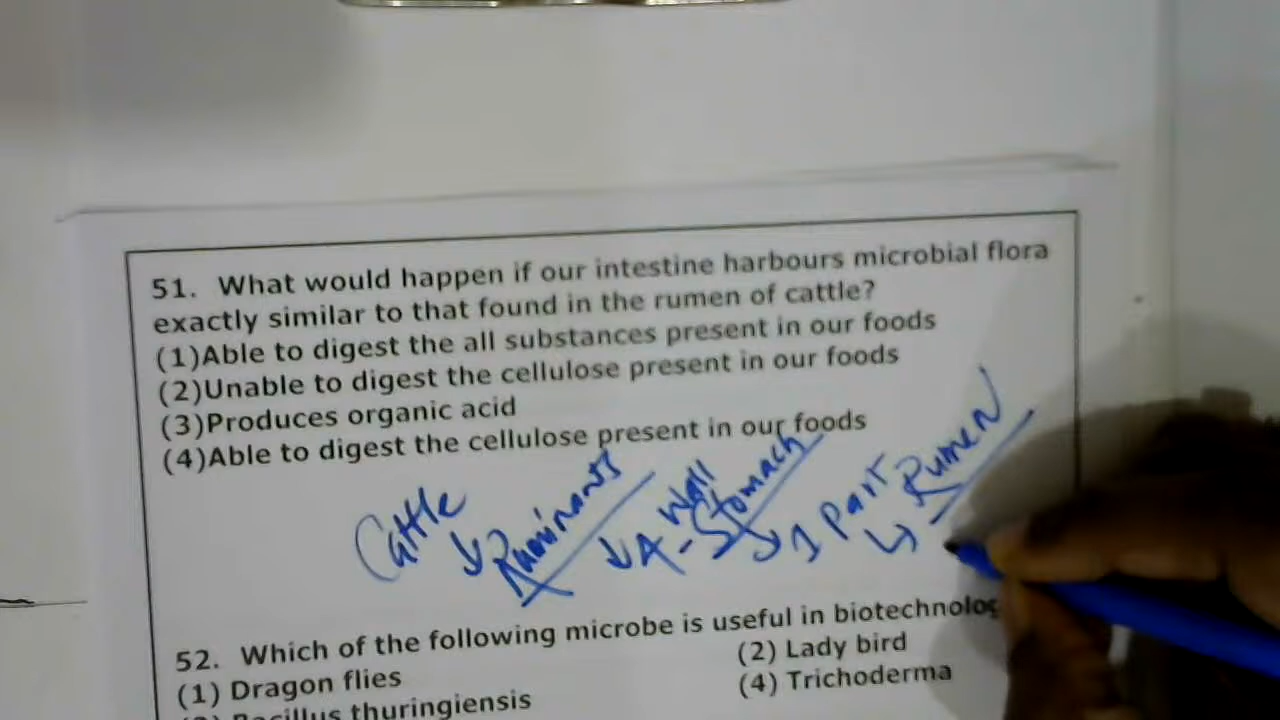 51. What would happen if our intestine harbours microbial flora
exactly similar to that found in the rumen of cattle?
(1)Able to digest the all substances present in our foods
(2)Unable to digest the cellulose present in our foods
(3)Produces organic acid
(4)Able to digest the cellulose present in our foods
Cattle
↓ Ruminants
↓ 4 - Wall
Stomach
↓ 1 Part
↳ Rumen
52. Which of the following microbe is useful in biotechnolog
(1) Dragon flies (2) Lady bird
Bacillus thuringiensis (4) Trichoderma